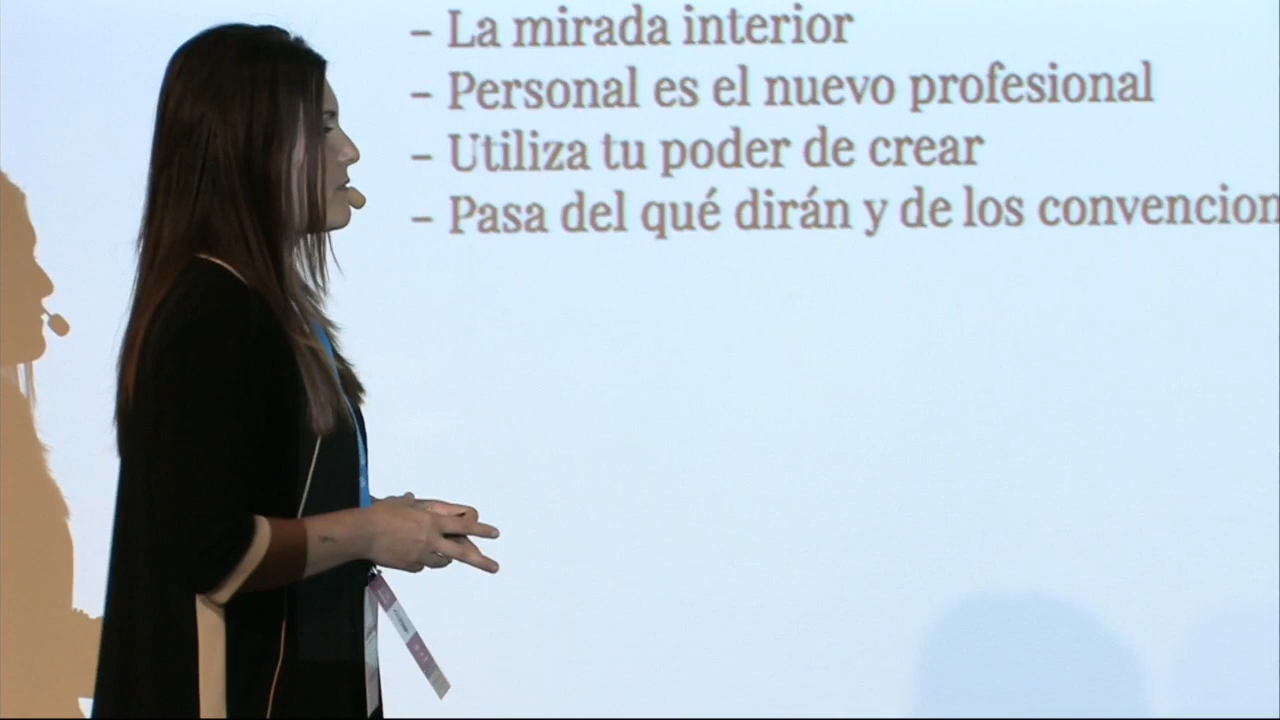 – La mirada interior
– Personal es el nuevo profesional
– Utiliza tu poder de crear
– Pasa del qué dirán y de los convencion